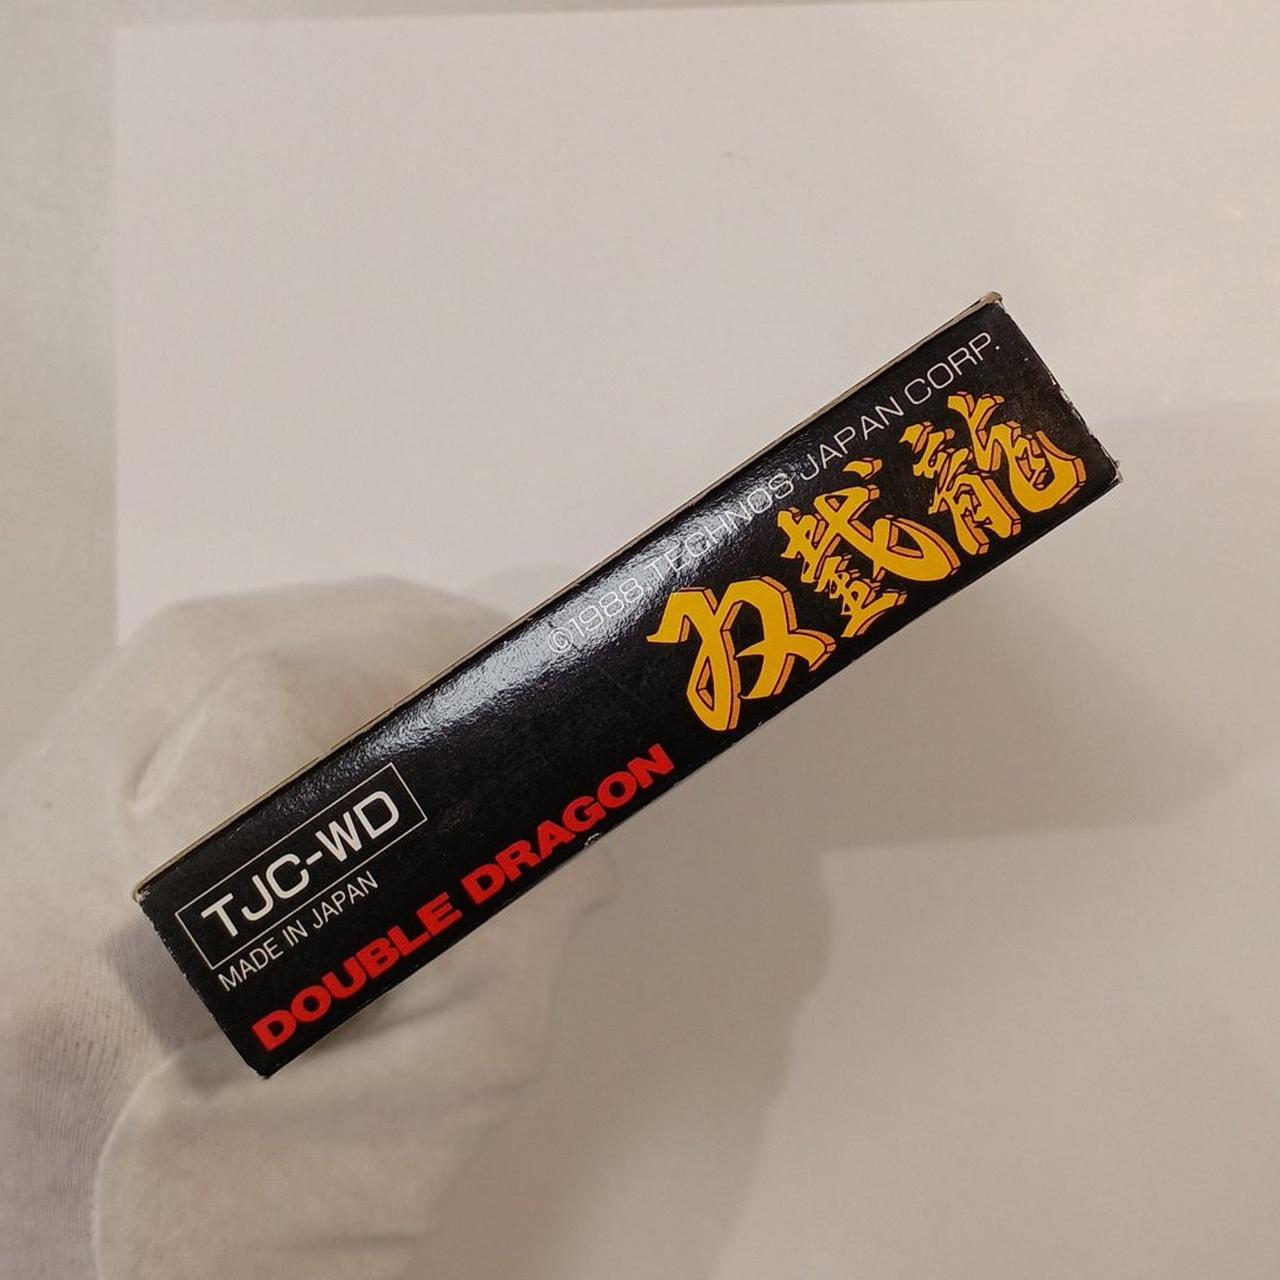 ©1988 TECHNOS JAPAN CORP.
双截龍
TJC-WD
MADE IN JAPAN
DOUBLE DRAGON